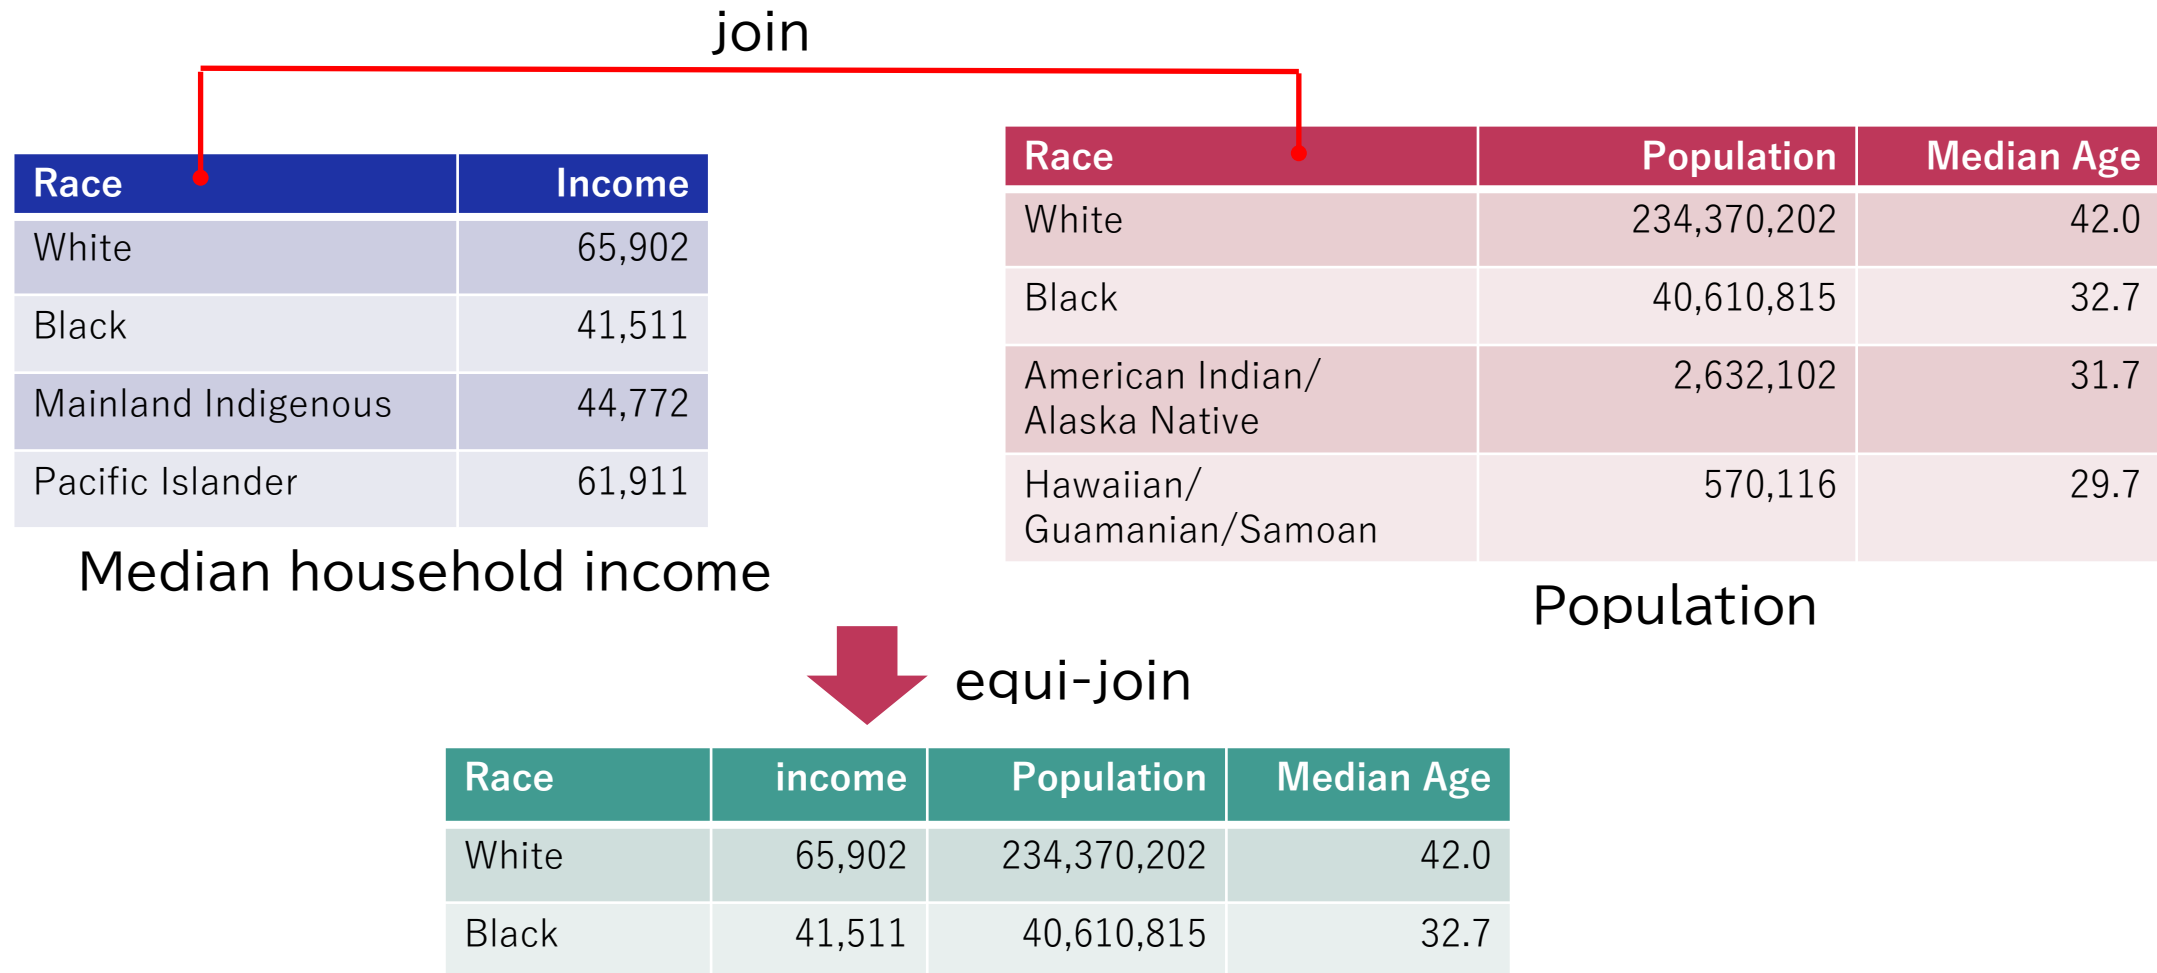 join
Race Income
White 65,902
Black 41,511
Mainland Indigenous 44,772
Pacific Islander 61,911
Median household income
Race Population Median Age
White 234,370,202 42.0
Black 40,610,815 32.7
American Indian/ 2,632,102 31.7
Alaska Native
Hawaiian/ 570,116 29.7
Guamanian/Samoan
Population
equi-join
Race income Population Median Age
White 65,902 234,370,202 42.0
Black 41,511 40,610,815 32.7